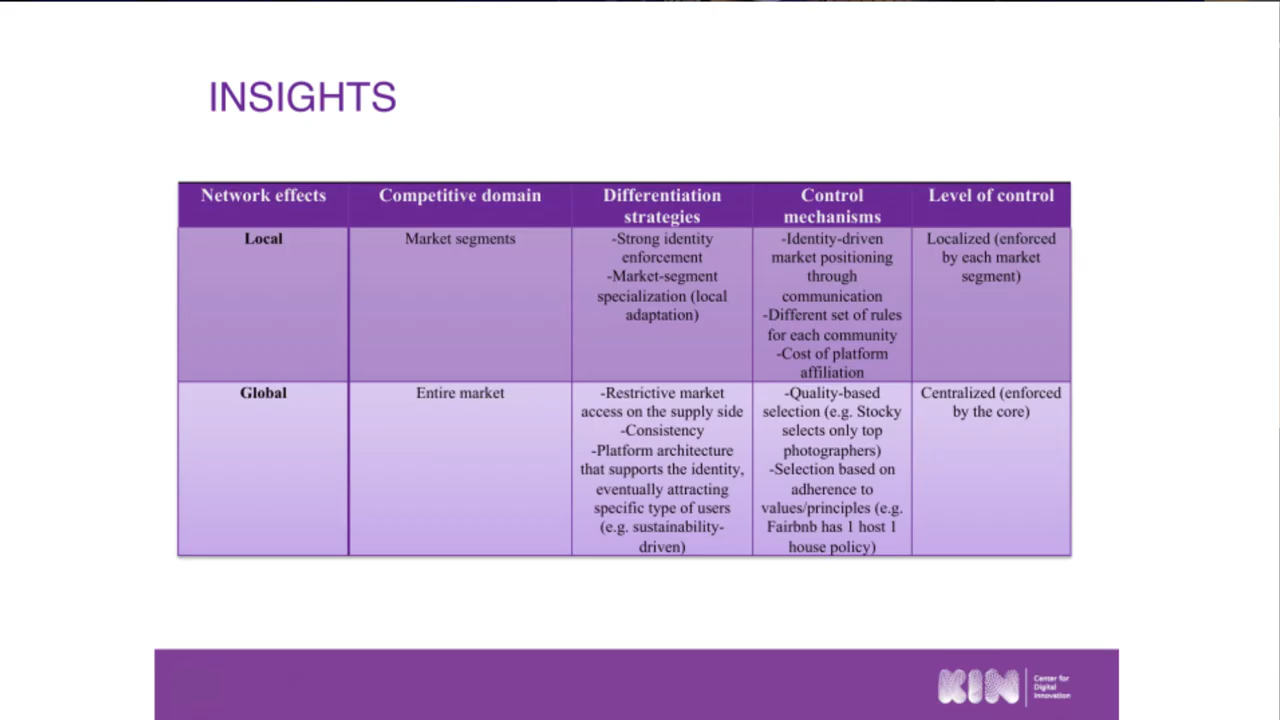 INSIGHTS
Network effects
Competitive domain
Differentiation
strategies
Control
mechanisms
Level of control
Local
Market segments
-Strong identity
enforcement
-Market-segment
specialization (local
adaptation)
-Identity-driven
market positioning
through
communication
-Different set of rules
for each community
-Cost of platform
affiliation
Localized (enforced
by each market
segment)
Global
Entire market
-Restrictive market
access on the supply side
-Consistency
-Platform architecture
that supports the identity,
eventually attracting
specific type of users
(e.g. sustainability-
driven)
-Quality-based
selection (e.g. Stocky
selects only top
photographers)
-Selection based on
adherence to
values/principles (e.g.
Fairbnb has 1 host 1
house policy)
Centralized (enforced
by the core)
KIN
Center for
Digital
Innovation